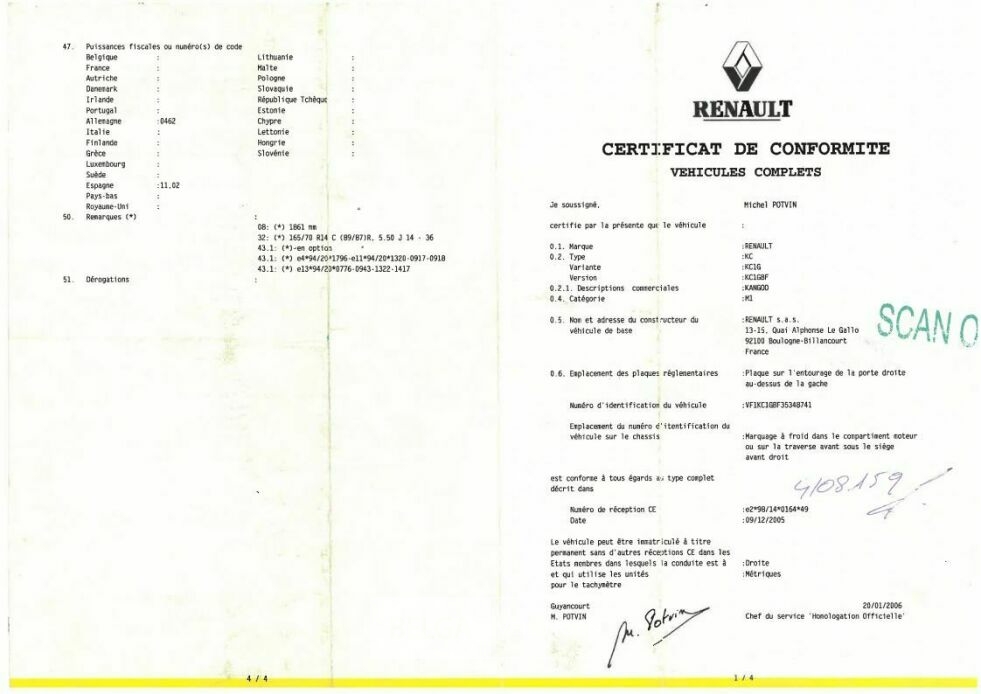 47. Puissances fiscales ou numéro(s) de code
Belgique :
France :
Autriche :
Danemark :
Irlande :
Portugal :
Allemagne :0462
Italie :
Finlande :
Grèce :
Luxembourg :
Suède :
Espagne :11,02
Pays-bas :
Royaume-Uni :
Lithuanie :
Malte :
Pologne :
Slovaquie :
République Tchèque :
Estonie :
Chypre :
Lettonie :
Hongrie :
Slovénie :
50. Remarques (*) :
08: (*) 1861 mm
32: (*) 165/70 R14 C (89/87)R, 5.50 J 14 - 36
43.1: (*)-en option
43.1: (*) e4*94/20*1796-e11*94/20*1320-0917-0918
43.1: (*) e13*94/20*0776-0943-1322-1417
51. Dérogations :
4 / 4
RENAULT
CERTIFICAT DE CONFORMITE
VEHICULES COMPLETS
Je soussigné, Michel POTVIN
certifie par la présente que le véhicule :
0.1. Marque :RENAULT
0.2. Type :KC
Variante :KC1G
Version :KC1GBF
0.2.1. Descriptions commerciales :KANGOO
0.4. Catégorie :M1
0.5. Nom et adresse du constructeur du :RENAULT s.a.s.
véhicule de base 13-15, Quai Alphonse Le Gallo
92100 Boulogne-Billancourt
France
SCAN O
0.6. Emplacement des plaques réglementaires :Plaque sur l'entourage de la porte droite
au-dessus de la gache
Numéro d'identification du véhicule :VF1KC1GBF35348741
Emplacement du numéro d'itentification du
véhicule sur le chassis :Marquage à froid dans le compartiment moteur
ou sur la traverse avant sous le siège
avant droit
est conforme à tous égards au type complet
décrit dans
4108159
Numéro de réception CE :e2*98/14*0164*49
Date :09/12/2005
Le véhicule peut être immatriculé à titre
permanent sans d'autres réceptions CE dans les
Etats membres dans lesquels la conduite est à :Droite
et qui utilise les unités :Métriques
pour le tachymètre
Guyancourt 20/01/2006
M. POTVIN Chef du service 'Homologation Officielle'
M. Potvin
1 / 4